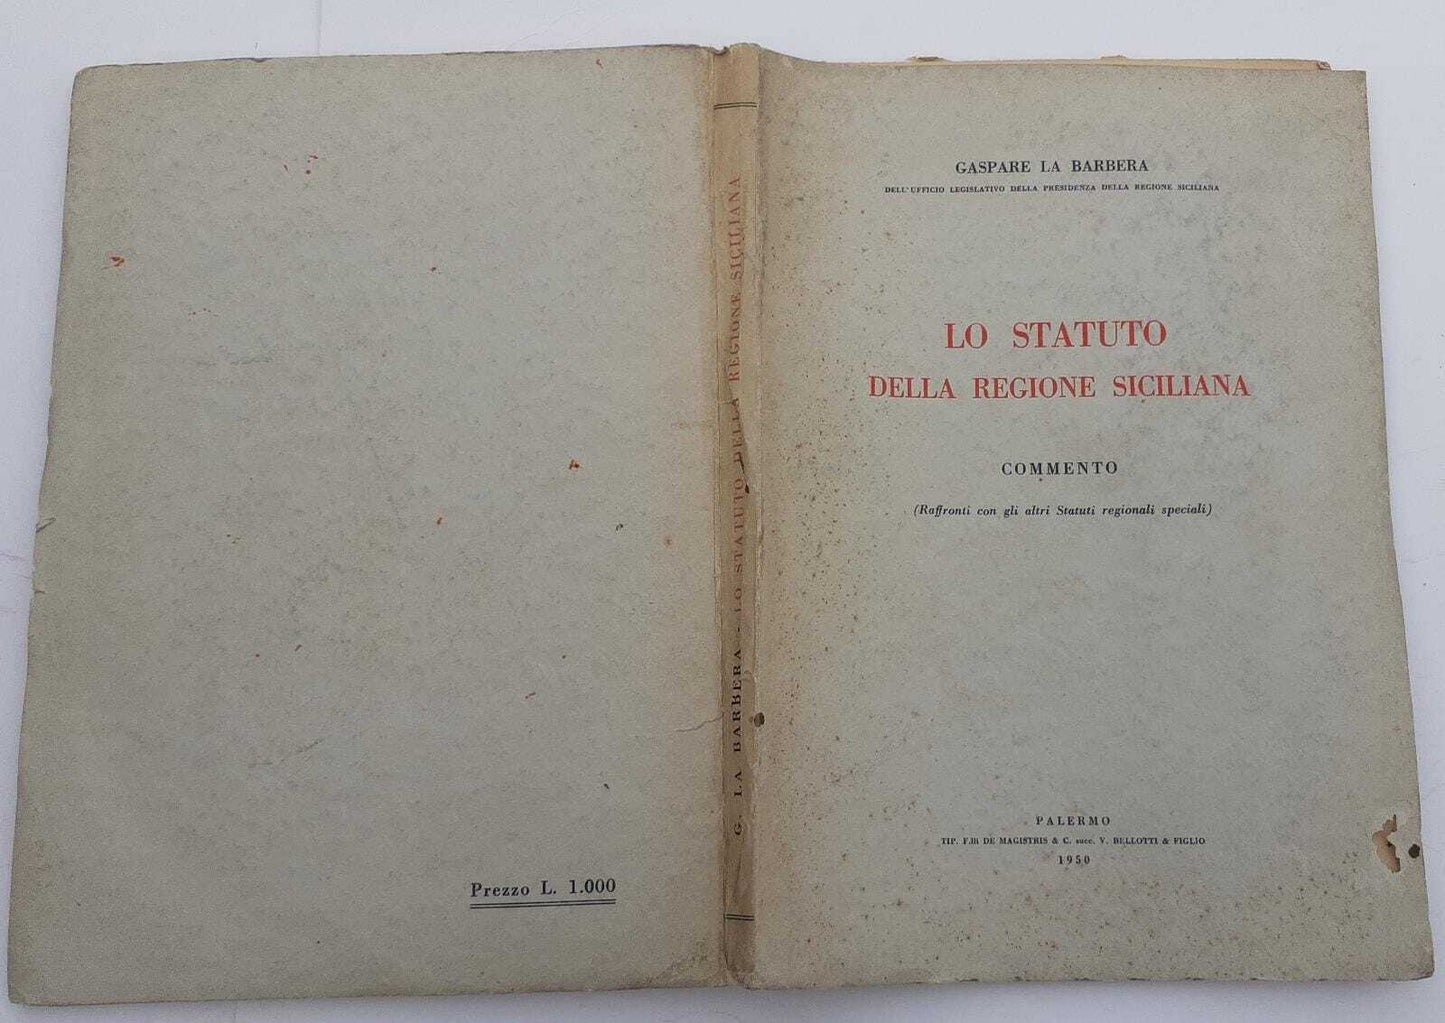 GASPARE LA BARBERA
DELL'UFFICIO LEGISLATIVO DELLA PRESIDENZA DELLA REGIONE SICILIANA
LO STATUTO
DELLA REGIONE SICILIANA
COMMENTO
(Raffronti con gli altri Statuti regionali speciali)
PALERMO
TIP. F.lli DE MAGISTRIS & C. succ. V. BELLOTTI & FIGLIO
1950
G. LA BARBERA - LO STATUTO DELLA REGIONE SICILIANA
Prezzo L. 1.000